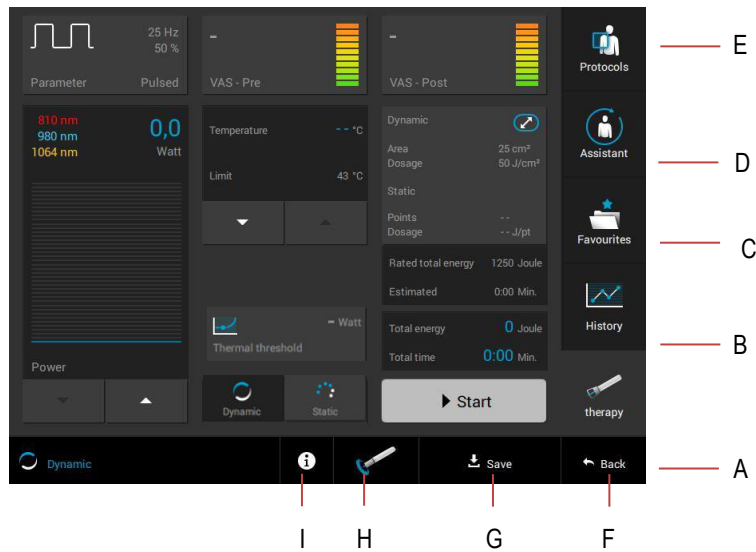 25 Hz
50 %
Parameter
Pulsed
-
VAS - Pre
-
VAS - Post
Protocols
E
810 nm
980 nm
1064 nm
0,0
Watt
Power
Temperature
- - °C
Limit
43 °C
Dynamic
Area
25 cm²
Dosage
50 J/cm²
Static
Points
- -
Dosage
- - J/pt
Rated total energy
1250 Joule
Estimated
0:00 Min.
Thermal threshold
- Watt
Total energy
0 Joule
Total time
0:00 Min.
Dynamic
Static
Start
Assistant
D
Favourites
C
History
B
therapy
Dynamic
i
Save
Back
A
I
H
G
F